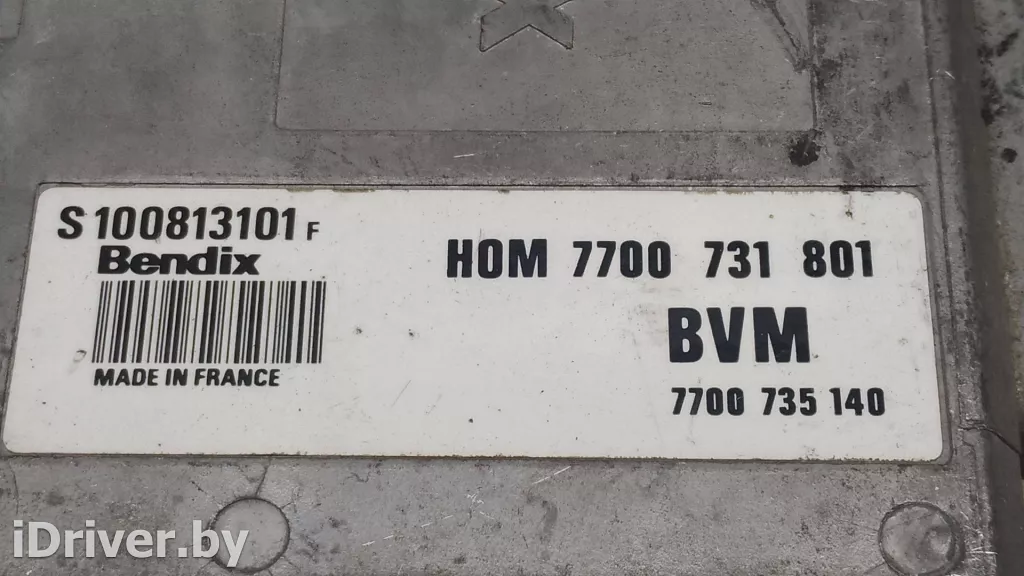 S 100813101 F
Bendix
MADE IN FRANCE
HOM 7700 731 801
BVM
7700 735 140
iDriver.by